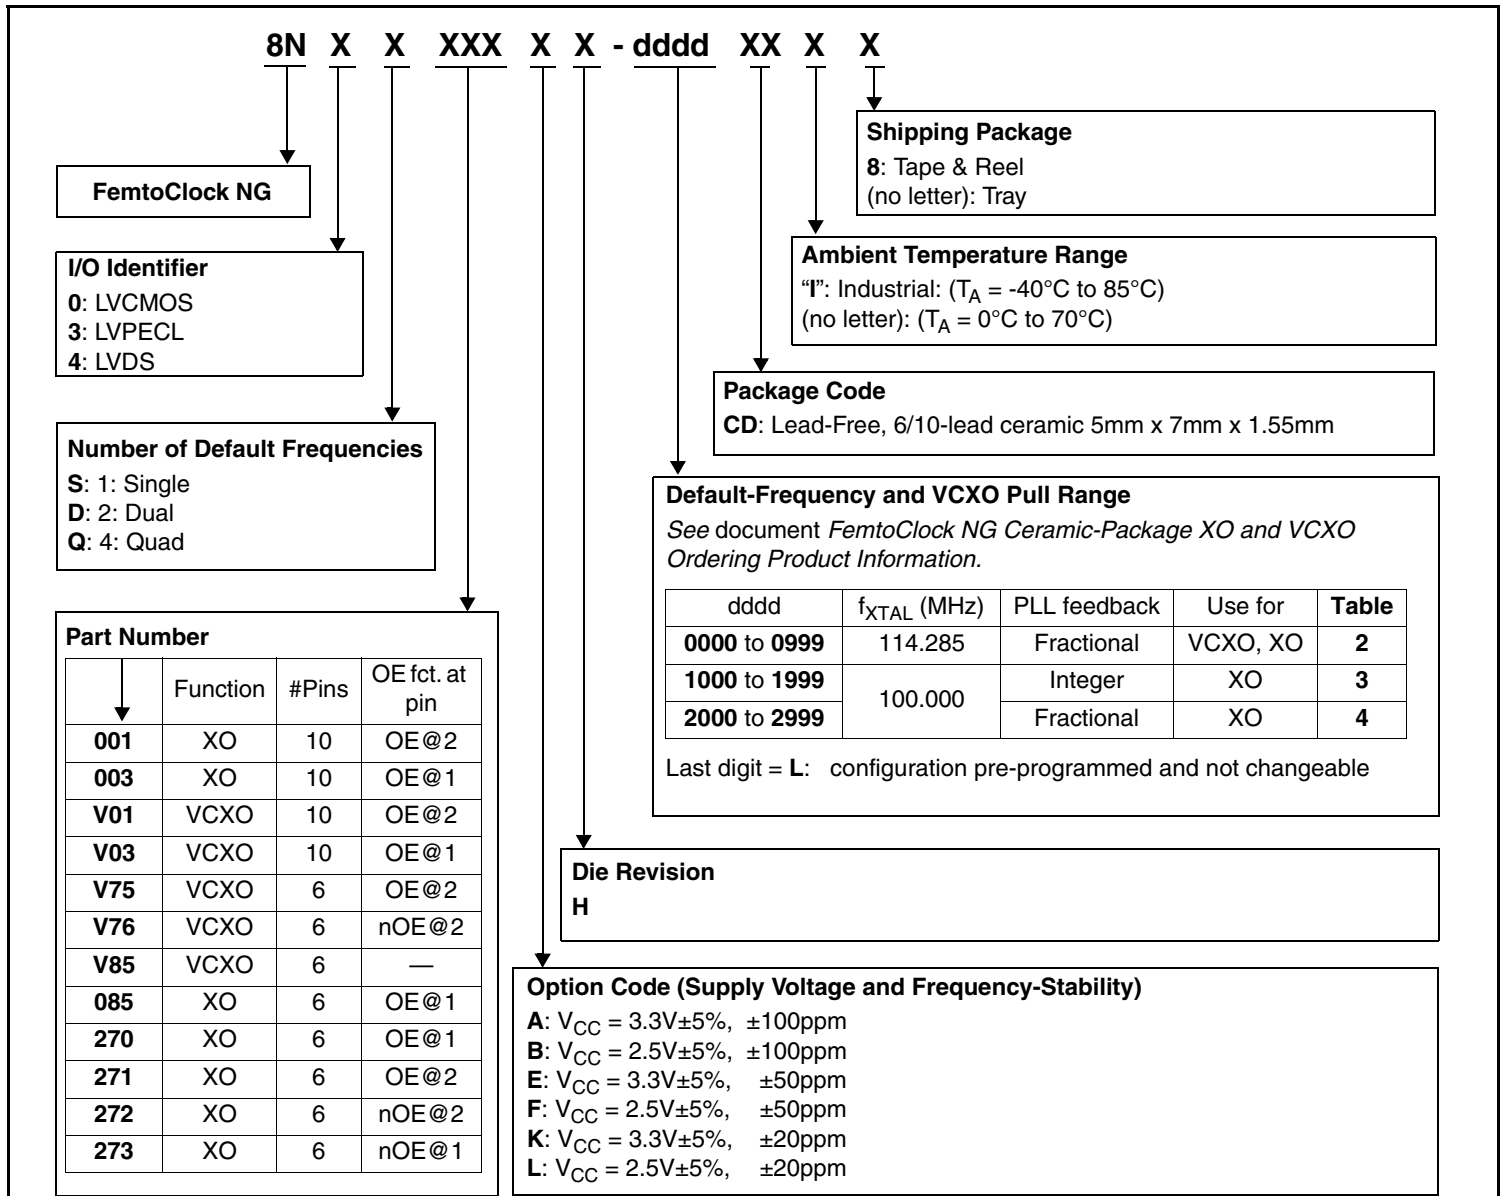 8N X X XXX X X - dddd XX X X
Shipping Package
8: Tape & Reel
(no letter): Tray
FemtoClock NG
Ambient Temperature Range
“I”: Industrial: (TA = -40°C to 85°C)
(no letter): (TA = 0°C to 70°C)
I/O Identifier
0: LVCMOS
3: LVPECL
4: LVDS
Package Code
CD: Lead-Free, 6/10-lead ceramic 5mm x 7mm x 1.55mm
Number of Default Frequencies
S: 1: Single
D: 2: Dual
Q: 4: Quad
Default-Frequency and VCXO Pull Range
See document FemtoClock NG Ceramic-Package XO and VCXO
Ordering Product Information.
dddd fXTAL (MHz) PLL feedback Use for Table
0000 to 0999 114.285 Fractional VCXO, XO 2
1000 to 1999 100.000 Integer XO 3
2000 to 2999 Fractional XO 4
Last digit = L: configuration pre-programmed and not changeable
Part Number
Function #Pins OE fct. at
pin
001 XO 10 OE@2
003 XO 10 OE@1
V01 VCXO 10 OE@2
V03 VCXO 10 OE@1
V75 VCXO 6 OE@2
V76 VCXO 6 nOE@2
V85 VCXO 6 —
085 XO 6 OE@1
270 XO 6 OE@1
271 XO 6 OE@2
272 XO 6 nOE@2
273 XO 6 nOE@1
Die Revision
H
Option Code (Supply Voltage and Frequency-Stability)
A: VCC = 3.3V±5%, ±100ppm
B: VCC = 2.5V±5%, ±100ppm
E: VCC = 3.3V±5%, ±50ppm
F: VCC = 2.5V±5%, ±50ppm
K: VCC = 3.3V±5%, ±20ppm
L: VCC = 2.5V±5%, ±20ppm